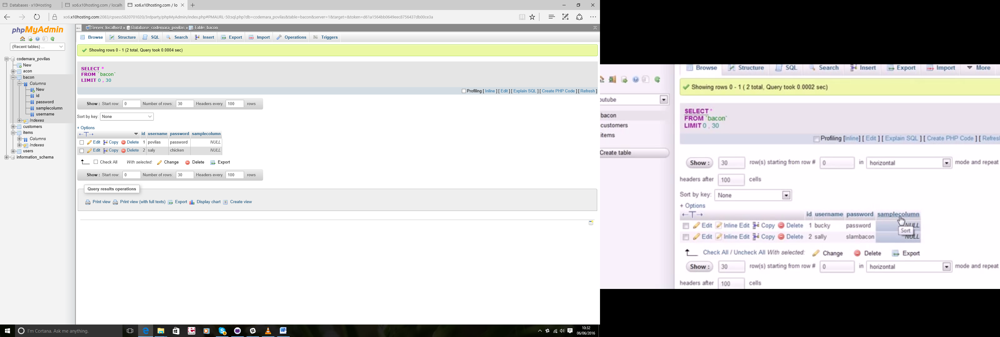 Databases - x10Hosting
xo6.x10hosting.com / localh
xo6.x10hosting.com / lo
xo6.x10hosting.com:2083/cpsess5820701020/3rdparty/phpMyAdmin/index.php#PMAURL-50:sql.php?db=codemara_povilas&table=bacon&server=1&target=&token=d61a1564bb0649eec8756437db00ce3a
phpMyAdmin
(Recent tables) ...
codemara_povilas
New
acon
bacon
Columns
New
id
password
samplecolumn
username
Indexes
customers
items
Columns
Indexes
users
information_schema
Server: localhost » Database: codemara_povilas » Table: bacon
Browse Structure SQL Search Insert Export Import Operations Triggers
Showing rows 0 - 1 (2 total, Query took 0.0004 sec)
SELECT *
FROM `bacon`
LIMIT 0 , 30
Profiling [ Inline ] [ Edit ] [ Explain SQL ] [ Create PHP Code ] [ Refresh ]
Show : Start row: 0 Number of rows: 30 Headers every 100 rows
Sort by key: None
+ Options
←T→ id username password samplecolumn
Edit Copy Delete 1 povilas password NULL
Edit Copy Delete 2 saly chicken NULL
Check All With selected: Change Delete Export
Show : Start row: 0 Number of rows: 30 Headers every 100 rows
Query results operations
Print view Print view (with full texts) Export Display chart Create view
I'm Cortana. Ask me anything.
10:32
06/06/2016
Browse Structure SQL Search Insert Export Import More
Showing rows 0 - 1 ( 2 total, Query took 0.0002 sec)
outube
bacon
customers
items
Create table
SELECT *
FROM `bacon`
LIMIT 0 , 30
Profiling [Inline] [ Edit ] [ Explain SQL ] [ Create PHP Code ] [ Refres
Show : 30 row(s) starting from row # 0 in horizontal mode and repeat
headers after 100 cells
Sort by key: None
+ Options
←T→ id username password samplecolumn
Edit Inline Edit Copy Delete 1 bucky password NULL
Sort
Edit Inline Edit Copy Delete 2 sally slambacon NULL
Check All / Uncheck All With selected: Change Delete Export
Show : 30 row(s) starting from row # 0 in horizontal mode and repeat
headers after 100 cells